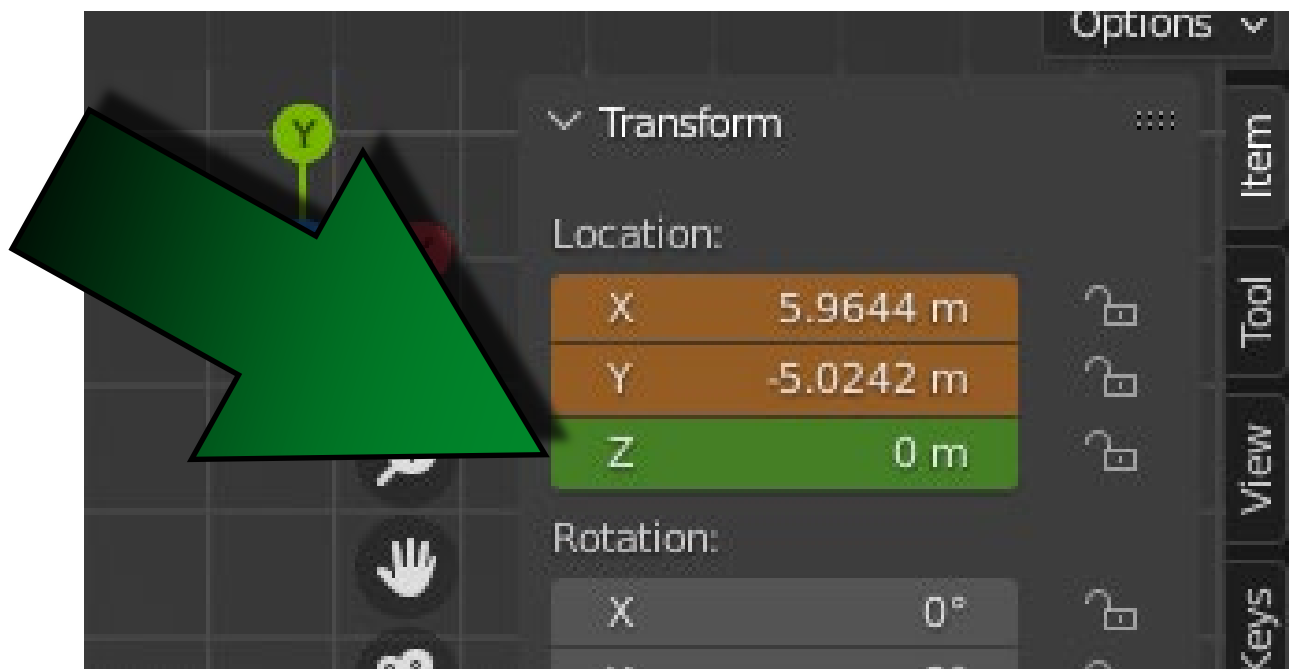 Options
Transform
Item
Y
Location:
X 5.9644 m
Tool
Y -5.0242 m
Z 0 m
View
Rotation:
X 0°
Keys